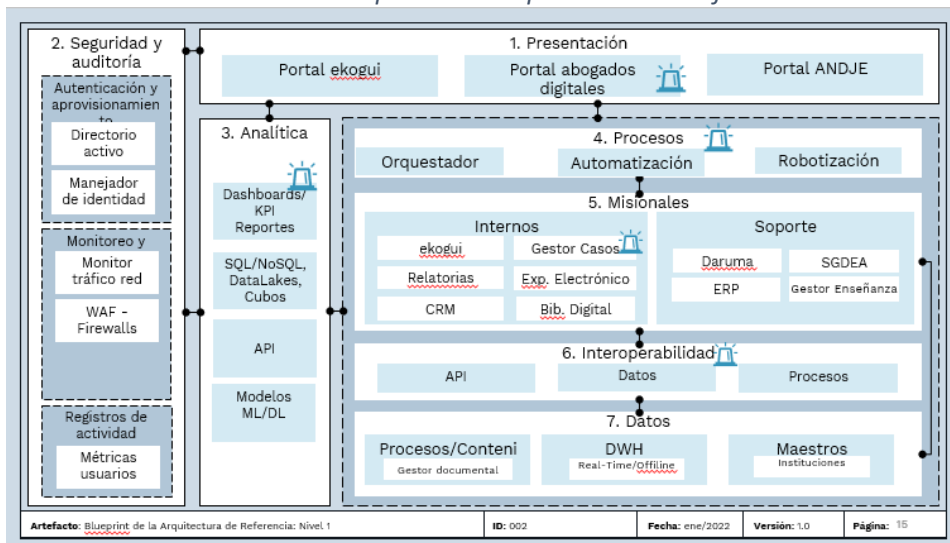 2. Seguridad y
auditoría
Autenticación y
aprovisionamien
Directorio
activo
Manejador
de identidad
Monitoreo y
Monitor
tráfico red
WAF -
Firewalls
Registros de
actividad
Métricas
usuarios
1. Presentación
Portal ekogui
Portal abogados
digitales
Portal ANDJE
3. Analítica
Dashboards/
KPI
Reportes
SQL/NoSQL,
DataLakes,
Cubos
API
Modelos
ML/DL
4. Procesos
Orquestador
Automatización
Robotización
5. Misionales
Internos
ekogui
Gestor Casos
Relatorias
Exp. Electrónico
CRM
Bib. Digital
Soporte
Daruma
SGDEA
ERP
Gestor Enseñanza
6. Interoperabilidad
API
Datos
Procesos
7. Datos
Procesos/Conteni
Gestor documental
DWH
Real-Time/Offiline
Maestros
Instituciones
Artefacto: Blueprint de la Arquitectura de Referencia: Nivel 1
ID: 002
Fecha: ene/2022
Versión: 1.0
Página: 15